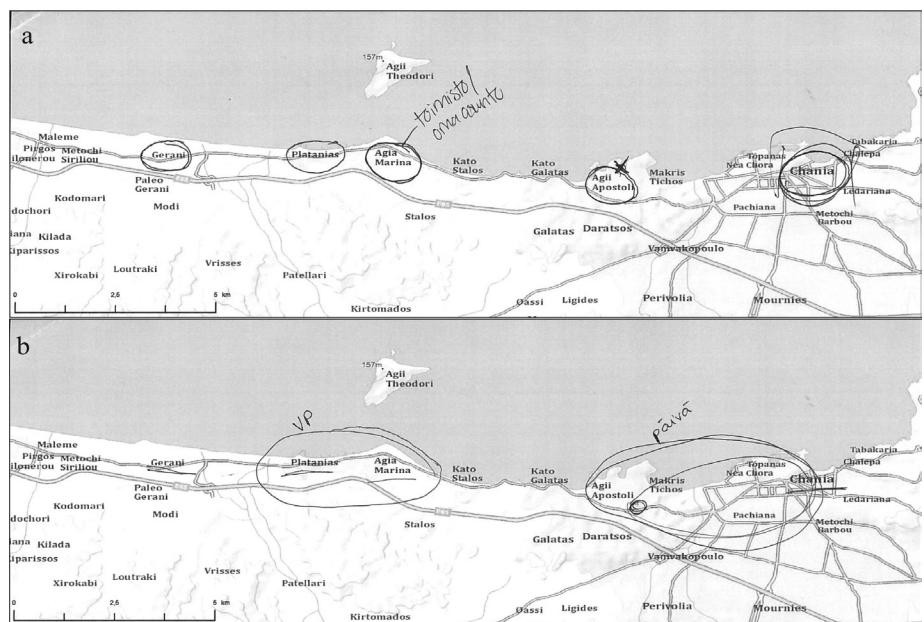 a
157m
Agii
Theodori
toimisto/
oma asunto
Maleme
Pirgos
Metochi
Siriliou
Gerani
Platanias
Agia
Marina
Kato
Stalos
Kato
Galatas
Agii
Apostoli
Makris
Tichos
Topanas
Nea Chora
Chania
Tabakaria
Chalepa
Ledariana
Paleo
Gerani
Kodomari
Modi
Stalos
Pachiana
Metochi
Barbou
Kilada
Galatas
Daratsos
Vamvakopoulo
Xirokabi
Loutraki
Vrisses
Patellari
Kirtomados
Oassi
Ligides
Perivolia
Mournies
0
2,5
5 km
b
157m
Agii
Theodori
VP
päivä
Maleme
Pirgos
Metochi
Siriliou
Gerani
Platanias
Agia
Marina
Kato
Stalos
Kato
Galatas
Agii
Apostoli
Makris
Tichos
Topanas
Nea Chora
Chania
Tabakaria
Chalepa
Ledariana
Paleo
Gerani
Kodomari
Modi
Stalos
Pachiana
Metochi
Barbou
Kilada
Galatas
Daratsos
Vamvakopoulo
Xirokabi
Loutraki
Vrisses
Patellari
Kirtomados
Oassi
Ligides
Perivolia
Mournies
0
2,5
5 km